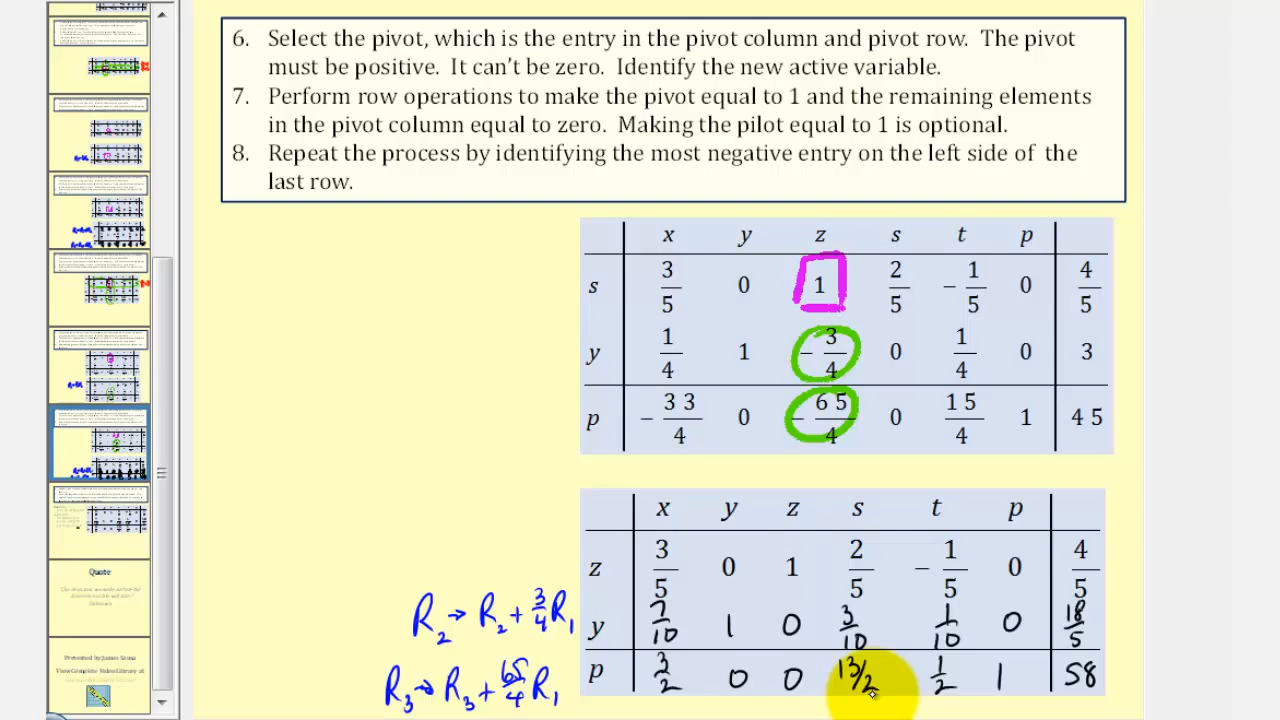 6. Select the pivot, which is the entry in the pivot column and pivot row. The pivot
must be positive. It can't be zero. Identify the new active variable.
7. Perform row operations to make the pivot equal to 1 and the remaining elements
in the pivot column equal to zero. Making the pilot equal to 1 is optional.
8. Repeat the process by identifying the most negative entry on the left side of the
last row.
x y z s t p
s 3/5 0 1 2/5 -1/5 0 4/5
y 1/4 1 -3/4 0 1/4 0 3
p -33/4 0 -65/4 0 15/4 1 45
x y z s t p
z 3/5 0 1 2/5 -1/5 0 4/5
R2 → R2 + 3/4 R1 y 7/10 1 0 3/10 1/10 0 18/5
R3 → R3 + 65/4 R1 p 3/2 0 0 13/2 1/2 1 58
Quote
Presented by James Sousa